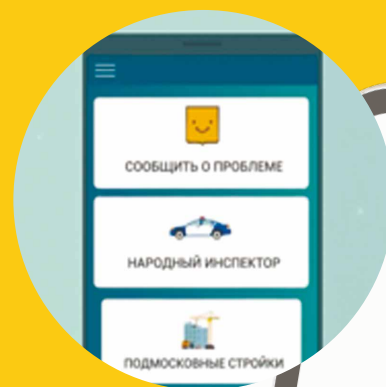 СООБЩИТЬ О ПРОБЛЕМЕ
НАРОДНЫЙ ИНСПЕКТОР
ПОДМОСКОВНЫЕ СТРОЙКИ